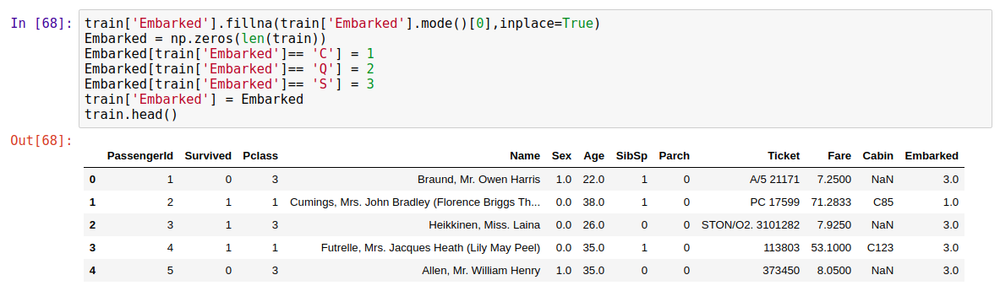 In [68]: train['Embarked'].fillna(train['Embarked'].mode()[0],inplace=True)
Embarked = np.zeros(len(train))
Embarked[train['Embarked']== 'C'] = 1
Embarked[train['Embarked']== 'Q'] = 2
Embarked[train['Embarked']== 'S'] = 3
train['Embarked'] = Embarked
train.head()
Out[68]:
PassengerId Survived Pclass Name Sex Age SibSp Parch Ticket Fare Cabin Embarked
0 1 0 3 Braund, Mr. Owen Harris 1.0 22.0 1 0 A/5 21171 7.2500 NaN 3.0
1 2 1 1 Cumings, Mrs. John Bradley (Florence Briggs Th... 0.0 38.0 1 0 PC 17599 71.2833 C85 1.0
2 3 1 3 Heikkinen, Miss. Laina 0.0 26.0 0 0 STON/O2. 3101282 7.9250 NaN 3.0
3 4 1 1 Futrelle, Mrs. Jacques Heath (Lily May Peel) 0.0 35.0 1 0 113803 53.1000 C123 3.0
4 5 0 3 Allen, Mr. William Henry 1.0 35.0 0 0 373450 8.0500 NaN 3.0